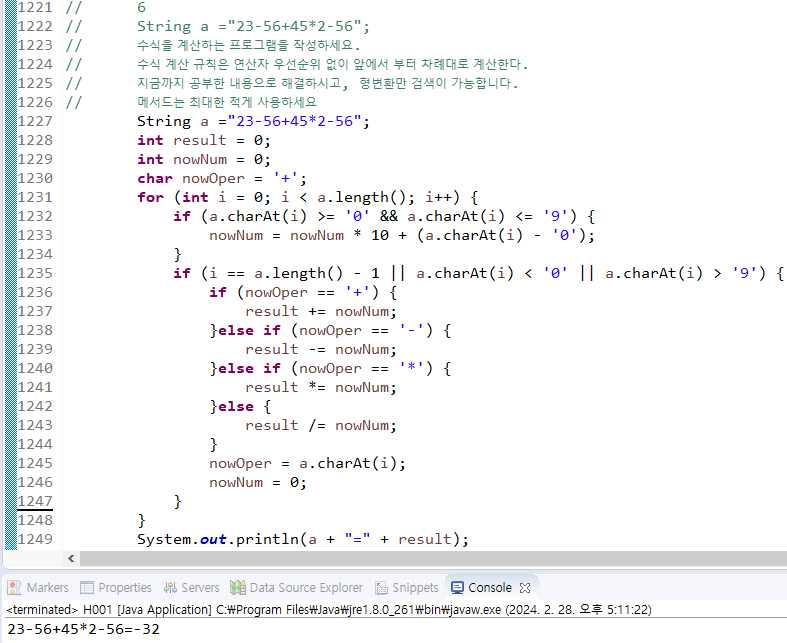 1221 //      6
1222 //      String a ="23-56+45*2-56";
1223 //      수식을 계산하는 프로그램을 작성하세요.
1224 //      수식 계산 규칙은 연산자 우선순위 없이 앞에서 부터 차례대로 계산한다.
1225 //      지금까지 공부한 내용으로 해결하시고, 형변환만 검색이 가능합니다.
1226 //      메서드는 최대한 적게 사용하세요
1227         String a ="23-56+45*2-56";
1228         int result = 0;
1229         int nowNum = 0;
1230         char nowOper = '+';
1231         for (int i = 0; i < a.length(); i++) {
1232             if (a.charAt(i) >= '0' && a.charAt(i) <= '9') {
1233                 nowNum = nowNum * 10 + (a.charAt(i) - '0');
1234             }
1235             if (i == a.length() - 1 || a.charAt(i) < '0' || a.charAt(i) > '9') {
1236                 if (nowOper == '+') {
1237                     result += nowNum;
1238                 }else if (nowOper == '-') {
1239                     result -= nowNum;
1240                 }else if (nowOper == '*') {
1241                     result *= nowNum;
1242                 }else {
1243                     result /= nowNum;
1244                 }
1245                 nowOper = a.charAt(i);
1246                 nowNum = 0;
1247             }
1248         }
1249         System.out.println(a + "=" + result);
Markers Properties Servers Data Source Explorer Snippets Console
<terminated> H001 [Java Application] C:₩Program Files₩Java₩jre1.8.0_261₩bin₩javaw.exe (2024. 2. 28. 오후 5:11:22)
23-56+45*2-56=-32